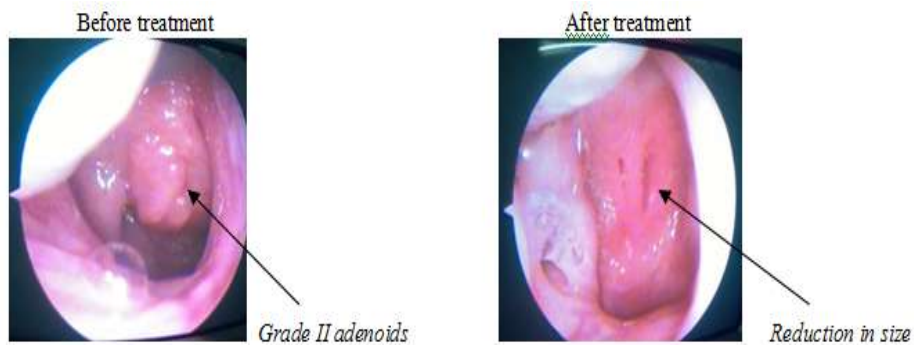 Before treatment
After treatment
Grade II adenoids
Reduction in size